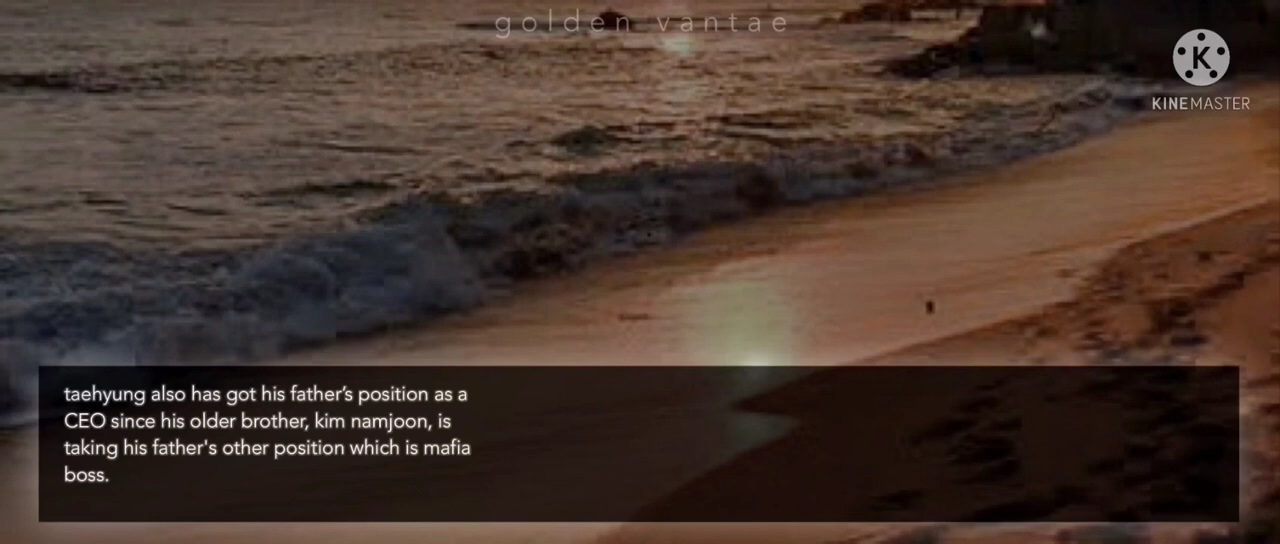 golden vantae
K
KINEMASTER
taehyung also has got his father’s position as a
CEO since his older brother, kim namjoon, is
taking his father's other position which is mafia
boss.